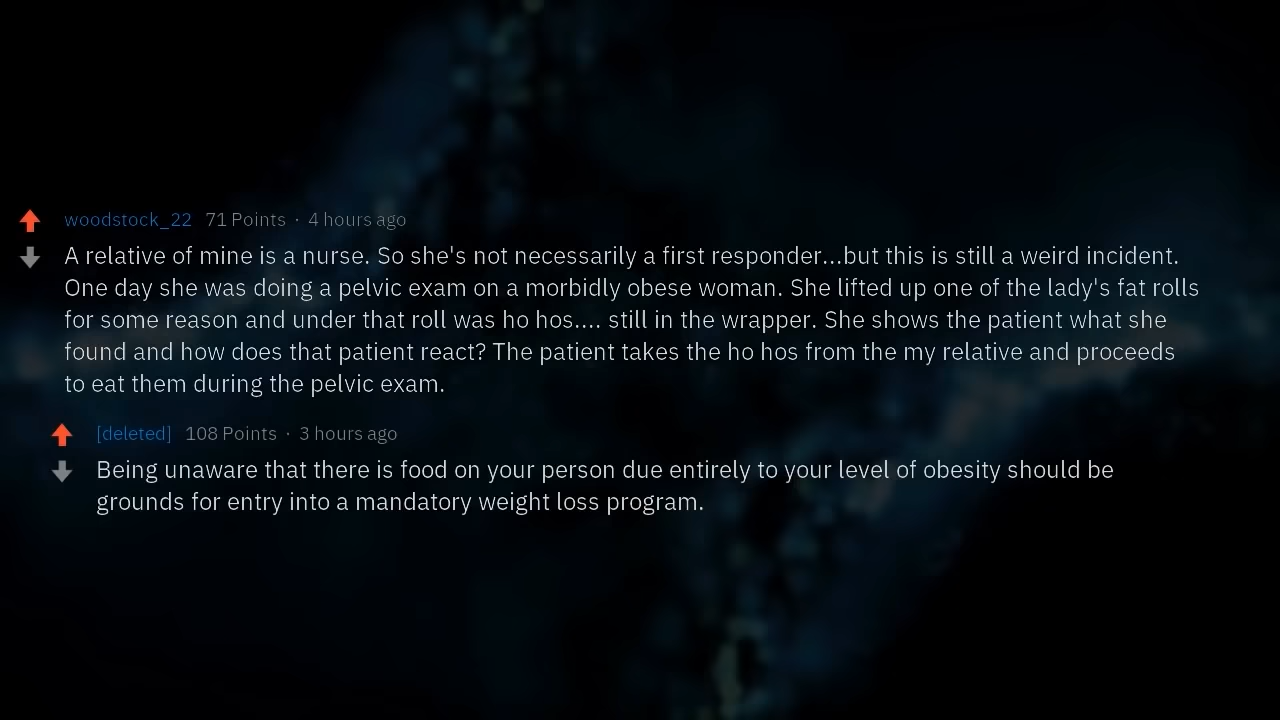 woodstock_22 71 Points · 4 hours ago
A relative of mine is a nurse. So she's not necessarily a first responder...but this is still a weird incident.
One day she was doing a pelvic exam on a morbidly obese woman. She lifted up one of the lady's fat rolls
for some reason and under that roll was ho hos.... still in the wrapper. She shows the patient what she
found and how does that patient react? The patient takes the ho hos from the my relative and proceeds
to eat them during the pelvic exam.
[deleted] 108 Points · 3 hours ago
Being unaware that there is food on your person due entirely to your level of obesity should be
grounds for entry into a mandatory weight loss program.